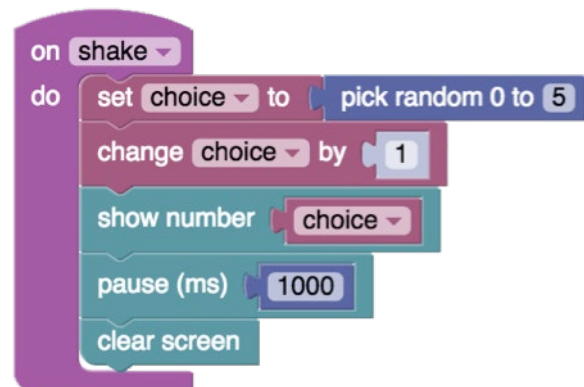 on shake
do set choice to pick random 0 to 5
change choice by 1
show number choice
pause (ms) 1000
clear screen